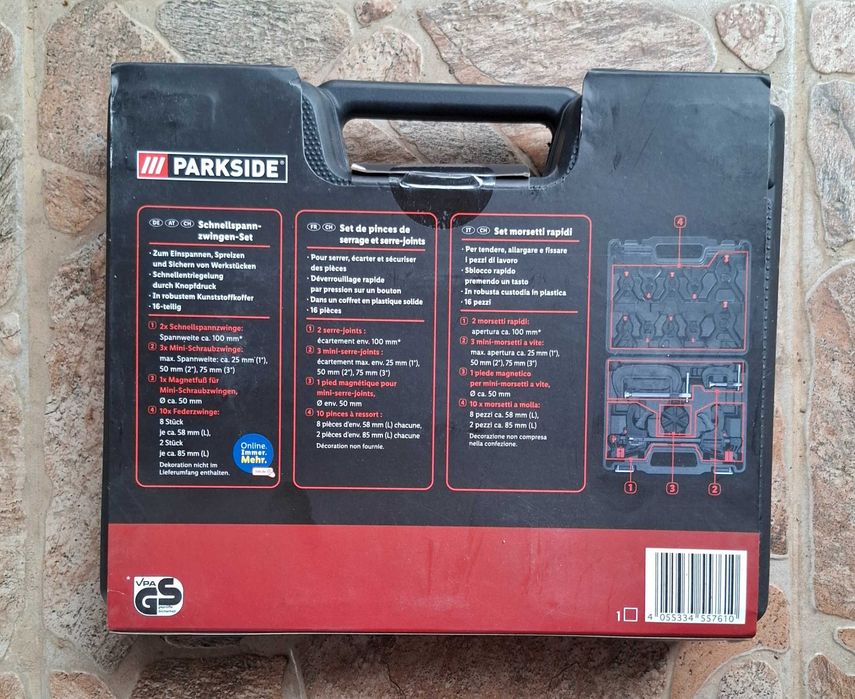 PARKSIDE®
DE AT CH Schnellspann-
zwingen-Set
· Zum Einspannen, Spreizen
und Sichern von Werkstücken
· Schnellentriegelung
durch Knopfdruck
· In robustem Kunststoffkoffer
· 16-teilig
1 2x Schnellspannzwinge:
Spannweite ca. 100 mm*
2 3x Mini-Schraubzwinge:
max. Spannweite: ca. 25 mm (1"),
50 mm (2"), 75 mm (3")
3 1x Magnetfuß für
Mini-Schraubzwingen,
Ø ca. 50 mm
4 10x Federzwinge:
8 Stück
je ca. 58 mm (L),
2 Stück
je ca. 85 mm (L)
Dekoration nicht im
Lieferumfang enthalten.
Online.
Immer.
Mehr.
FR CH Set de pinces de
serrage et serre-joints
· Pour serrer, écarter et sécuriser
des pièces
· Déverrouillage rapide
par pression sur un bouton
· Dans un coffret en plastique solide
· 16 pièces
1 2 serre-joints :
écartement env. 100 mm*
2 3 mini-serre-joints :
écartement max. env. 25 mm (1"),
50 mm (2"), 75 mm (3")
3 1 pied magnétique pour
mini-serre-joints,
Ø env. 50 mm
4 10 pinces à ressort :
8 pièces d'env. 58 mm (L) chacune,
2 pièces d'env. 85 mm (L) chacune
Décoration non fournie.
IT CH Set morsetti rapidi
· Per tendere, allargare e fissare
i pezzi di lavoro
· Sblocco rapido
premendo un tasto
· In robusta custodia in plastica
· 16 pezzi
1 2 morsetti rapidi:
apertura ca. 100 mm*
2 3 mini-morsetti a vite:
max. apertura ca. 25 mm (1"),
50 mm (2"), 75 mm (3")
3 1 piede magnetico
per mini-morsetti a vite,
Ø ca. 50 mm
4 10 x morsetti a molla:
8 pezzi ca. 58 mm (L),
2 pezzi ca. 85 mm (L)
Decorazione non compresa
nella confezione.
4
1 3 2
* VPA
GS
geprüfte
Sicherheit
1
4 055334 557610